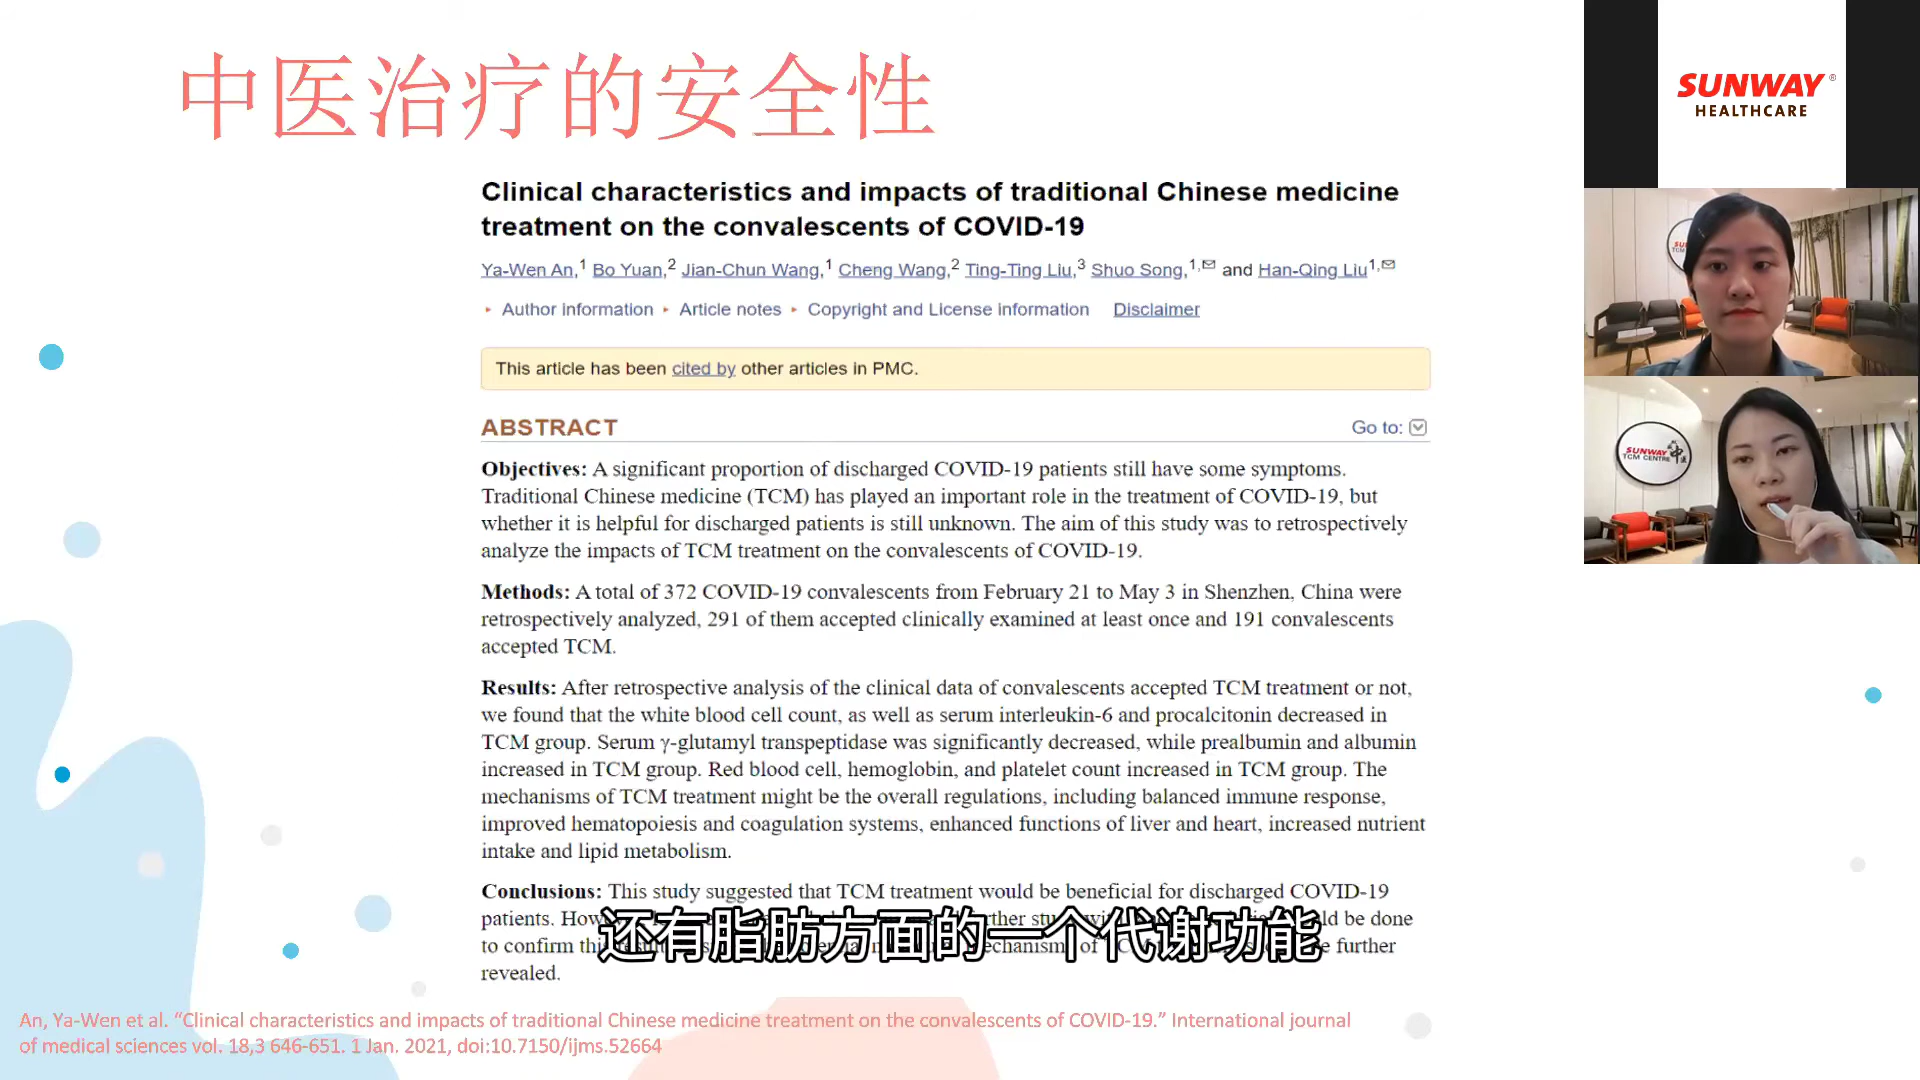 中医治疗的安全性
SUNWAY®
HEALTHCARE
Clinical characteristics and impacts of traditional Chinese medicine
treatment on the convalescents of COVID-19
Ya-Wen An,1 Bo Yuan,2 Jian-Chun Wang,1 Cheng Wang,2 Ting-Ting Liu,3 Shuo Song,1,✉ and Han-Qing Liu1,✉
▸ Author information ▸ Article notes ▸ Copyright and License information Disclaimer
This article has been cited by other articles in PMC.
ABSTRACT
Go to:
Objectives: A significant proportion of discharged COVID-19 patients still have some symptoms.
Traditional Chinese medicine (TCM) has played an important role in the treatment of COVID-19, but
whether it is helpful for discharged patients is still unknown. The aim of this study was to retrospectively
analyze the impacts of TCM treatment on the convalescents of COVID-19.
Methods: A total of 372 COVID-19 convalescents from February 21 to May 3 in Shenzhen, China were
retrospectively analyzed, 291 of them accepted clinically examined at least once and 191 convalescents
accepted TCM.
Results: After retrospective analysis of the clinical data of convalescents accepted TCM treatment or not,
we found that the white blood cell count, as well as serum interleukin-6 and procalcitonin decreased in
TCM group. Serum γ-glutamyl transpeptidase was significantly decreased, while prealbumin and albumin
increased in TCM group. Red blood cell, hemoglobin, and platelet count increased in TCM group. The
mechanisms of TCM treatment might be the overall regulations, including balanced immune response,
improved hematopoiesis and coagulation systems, enhanced functions of liver and heart, increased nutrient
intake and lipid metabolism.
Conclusions: This study suggested that TCM treatment would be beneficial for discharged COVID-19
patients. be done
to confirm further
revealed.
还有脂肪方面的一个代谢功能
An, Ya-Wen et al. “Clinical characteristics and impacts of traditional Chinese medicine treatment on the convalescents of COVID-19.” International journal
of medical sciences vol. 18,3 646-651. 1 Jan. 2021, doi:10.7150/ijms.52664
SUNWAY
TCM CENTRE
中医